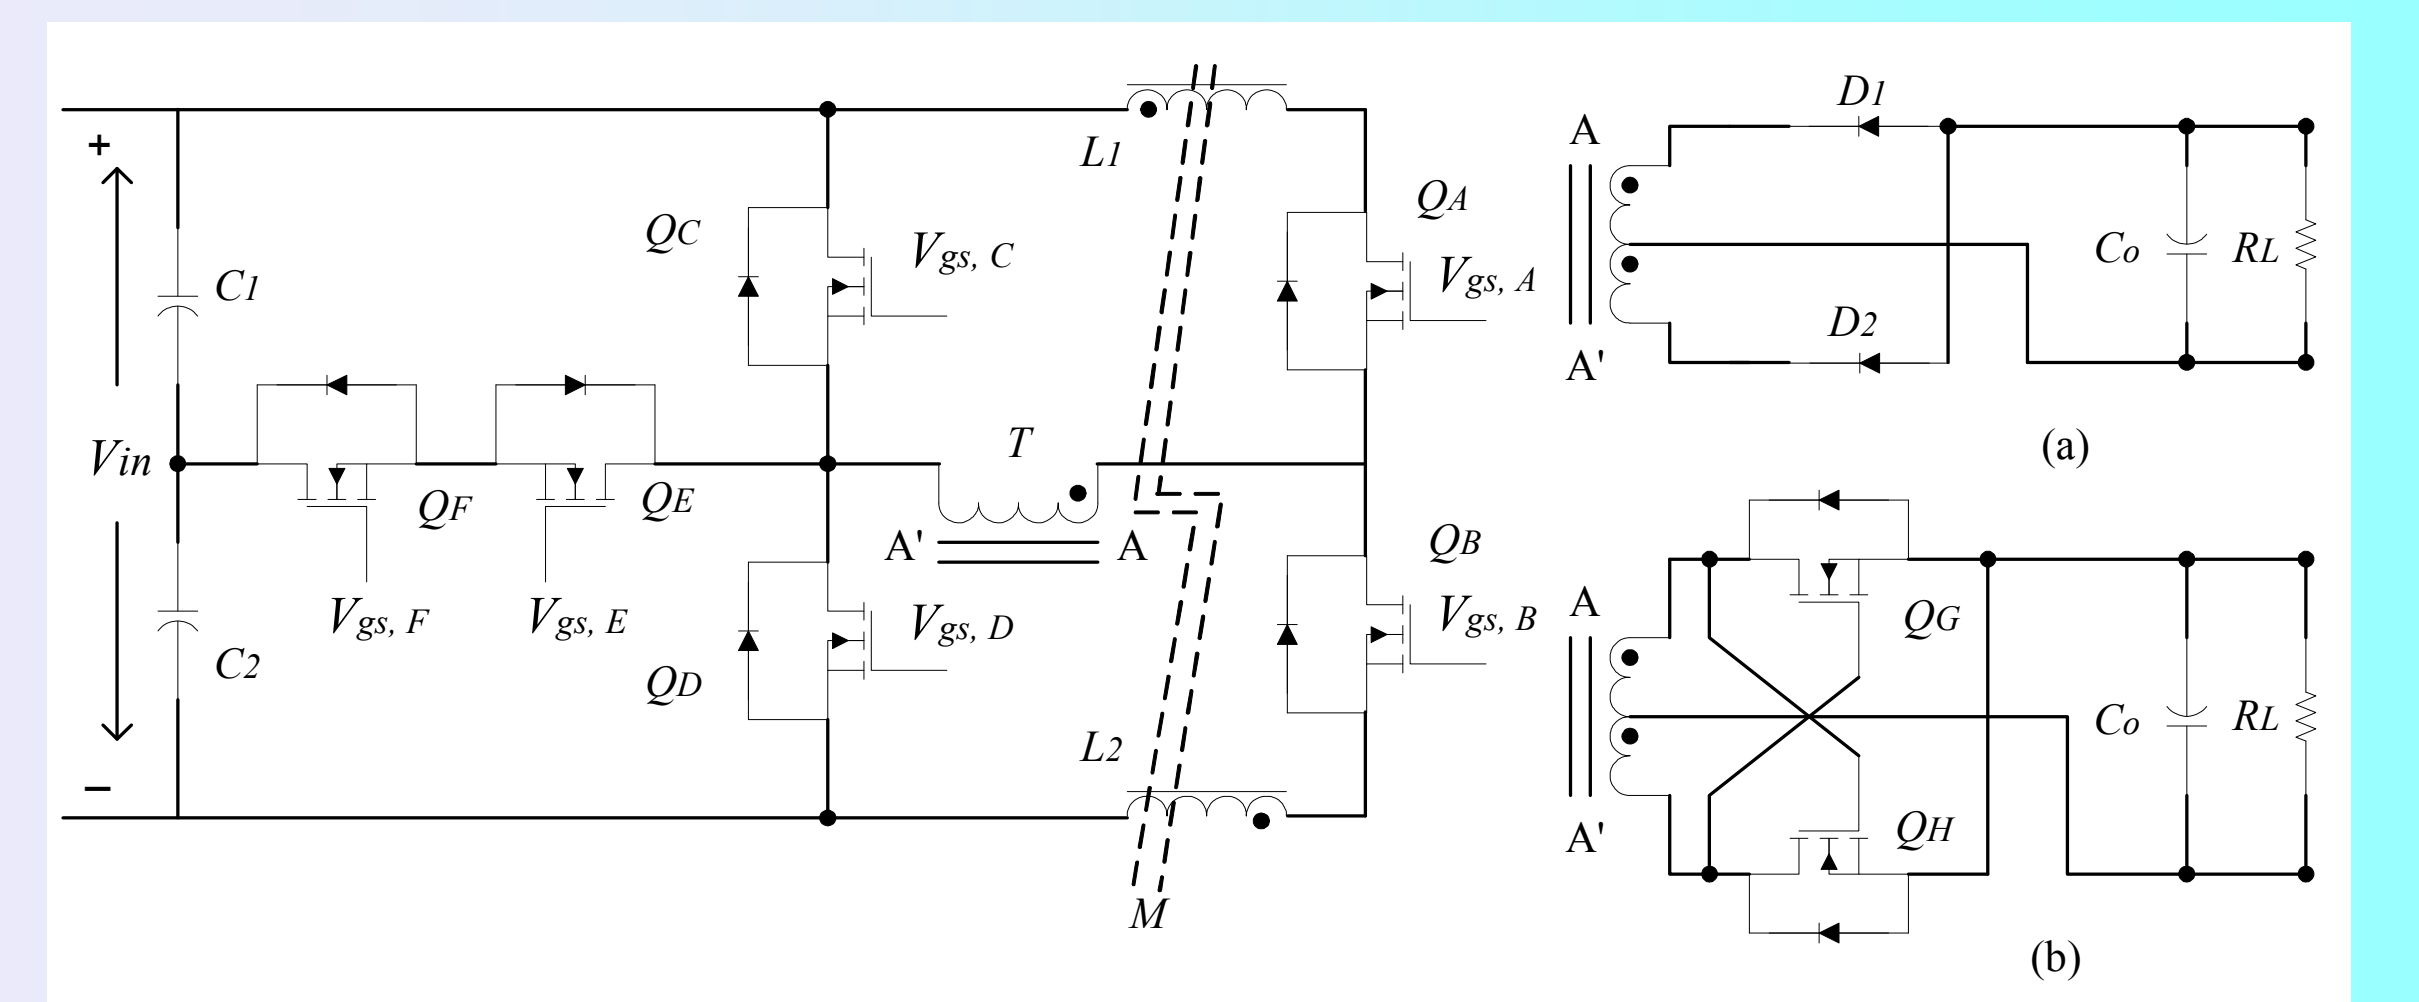 +
Vin
−
C1
C2
QF
Vgs, F
QE
Vgs, E
QC
Vgs, C
QD
Vgs, D
T
A'
A
L1
L2
M
QA
Vgs, A
QB
Vgs, B
A
A'
D1
D2
Co
RL
(a)
A
A'
QG
QH
Co
RL
(b)